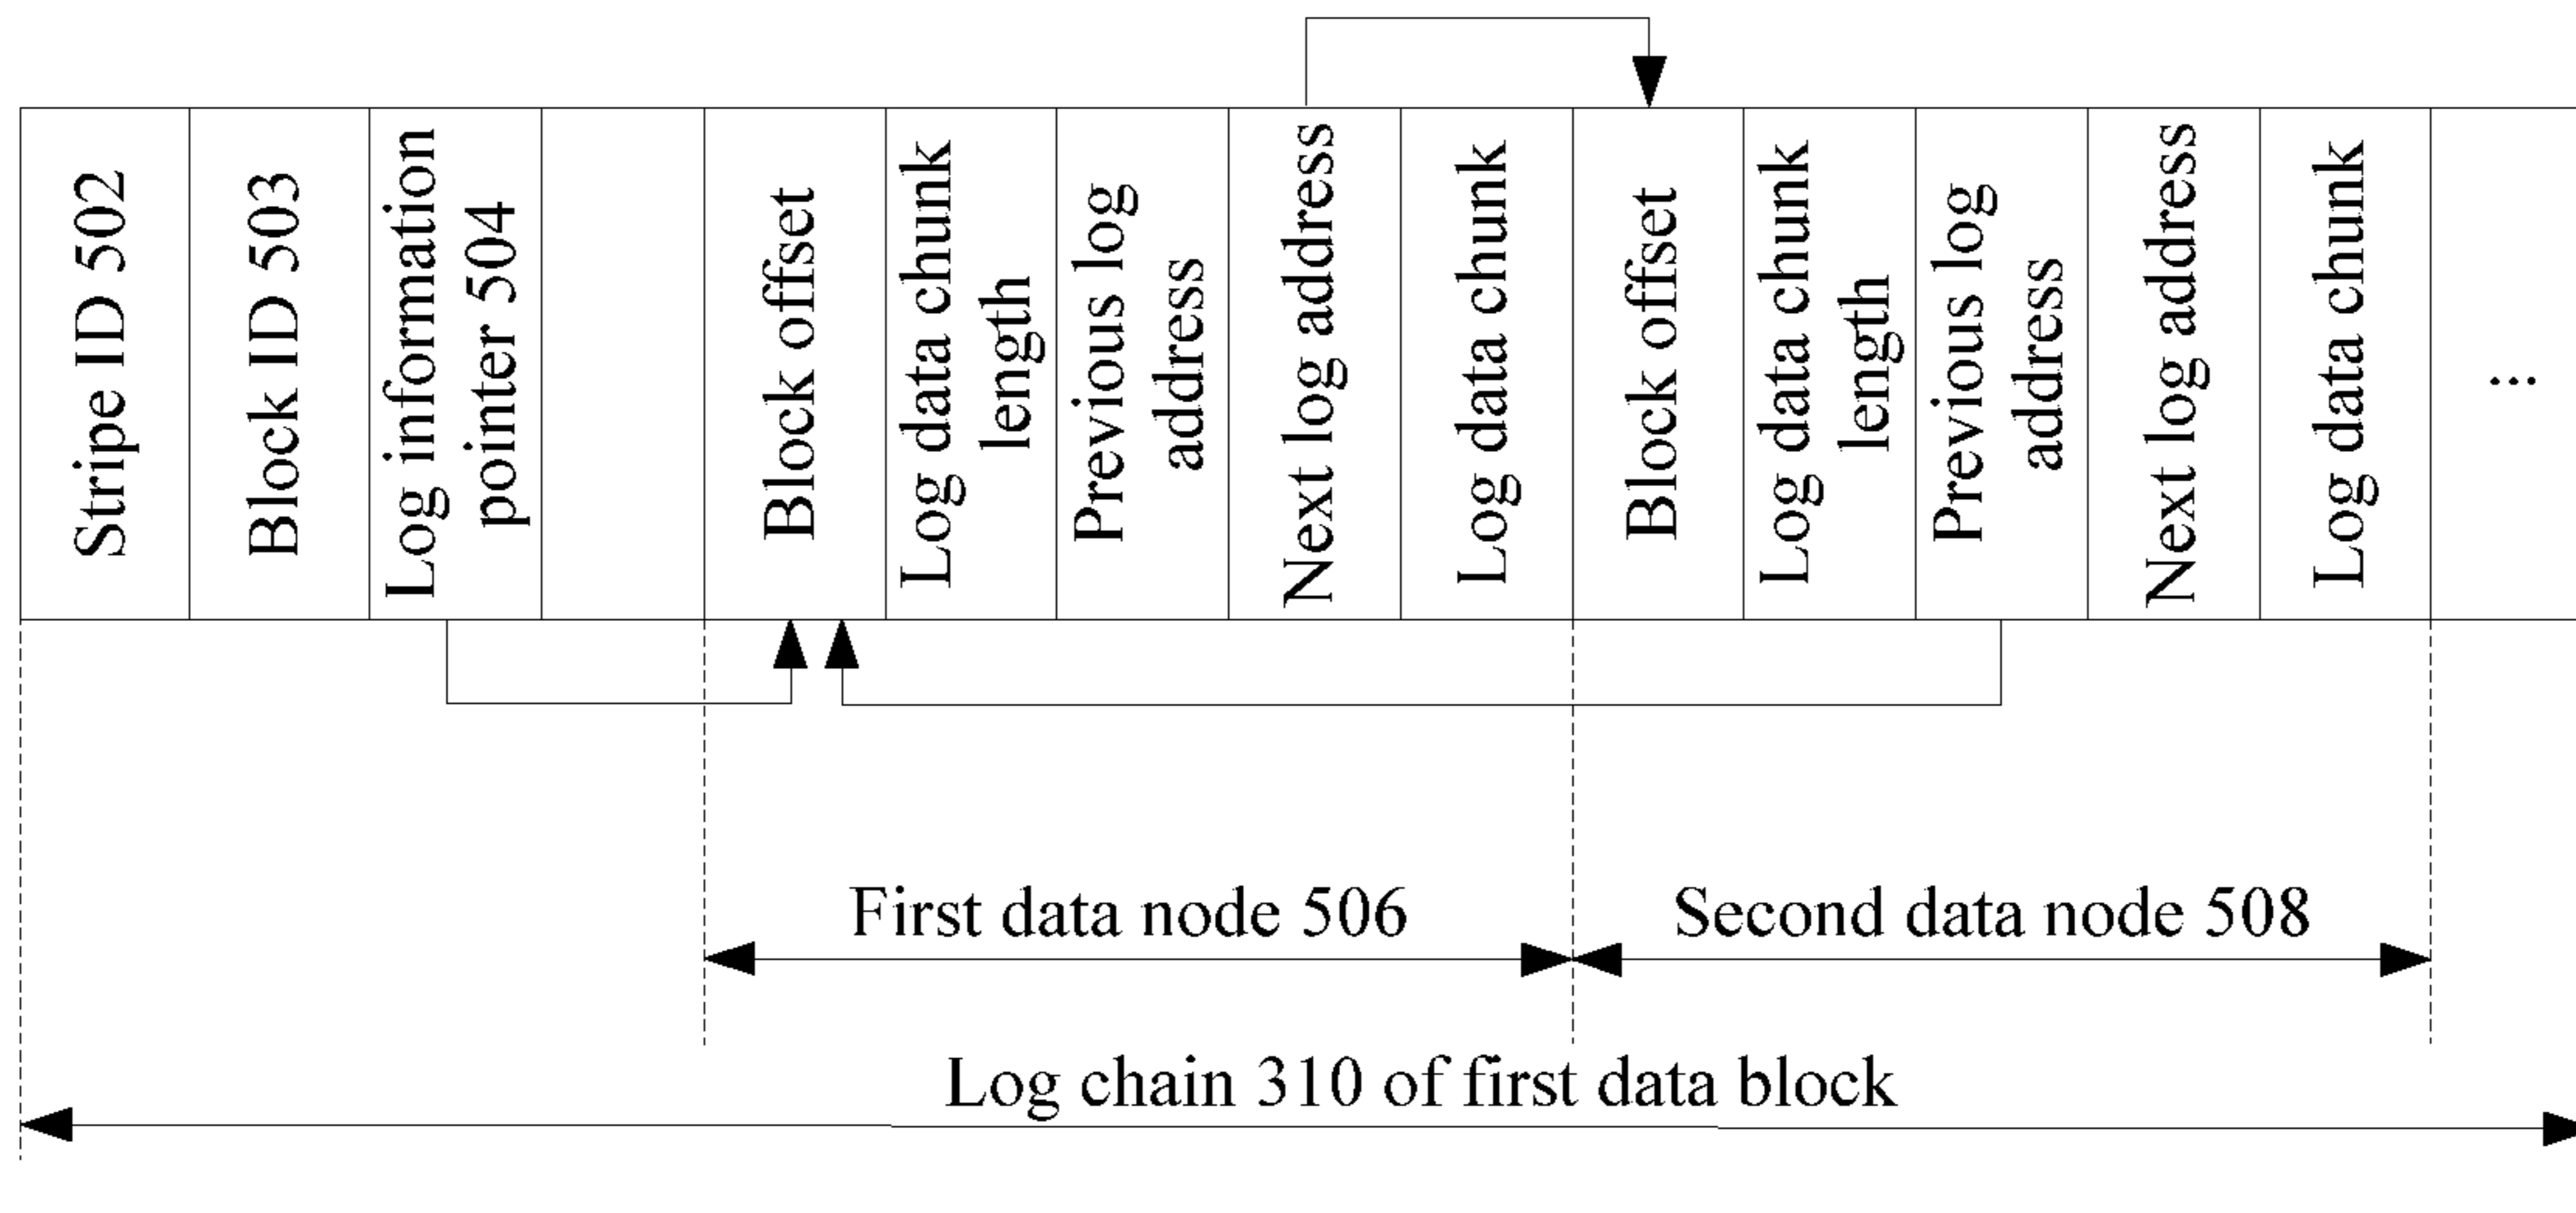 Stripe ID 502
Block ID 503
Log information
pointer 504
Block offset
Log data chunk
length
Previous log
address
Next log address
Log data chunk
Block offset
Log data chunk
length
Previous log
address
Next log address
Log data chunk
...
First data node 506
Second data node 508
Log chain 310 of first data block